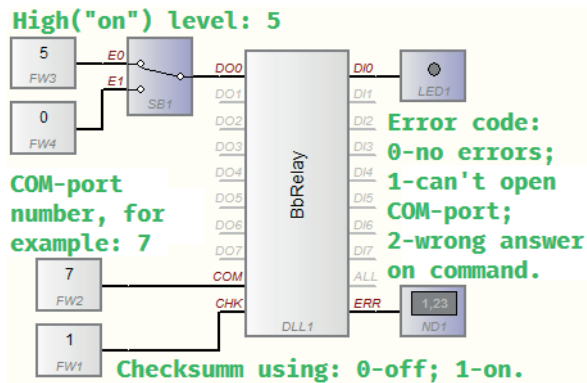 High("on") level: 5
5
FW3
E0
E1
SB1
0
FW4
DO0
DO1
DO2
DO3
DO4
DO5
DO6
DO7
COM
CHK
BbRelay
DLL1
DI0
DI1
DI2
DI3
DI4
DI5
DI6
DI7
ALL
ERR
LED1
Error code:
0-no errors;
1-can't open
COM-port;
2-wrong answer
on command.
COM-port
number, for
example: 7
7
FW2
1
FW1
1,23
ND1
Checksumm using: 0-off; 1-on.